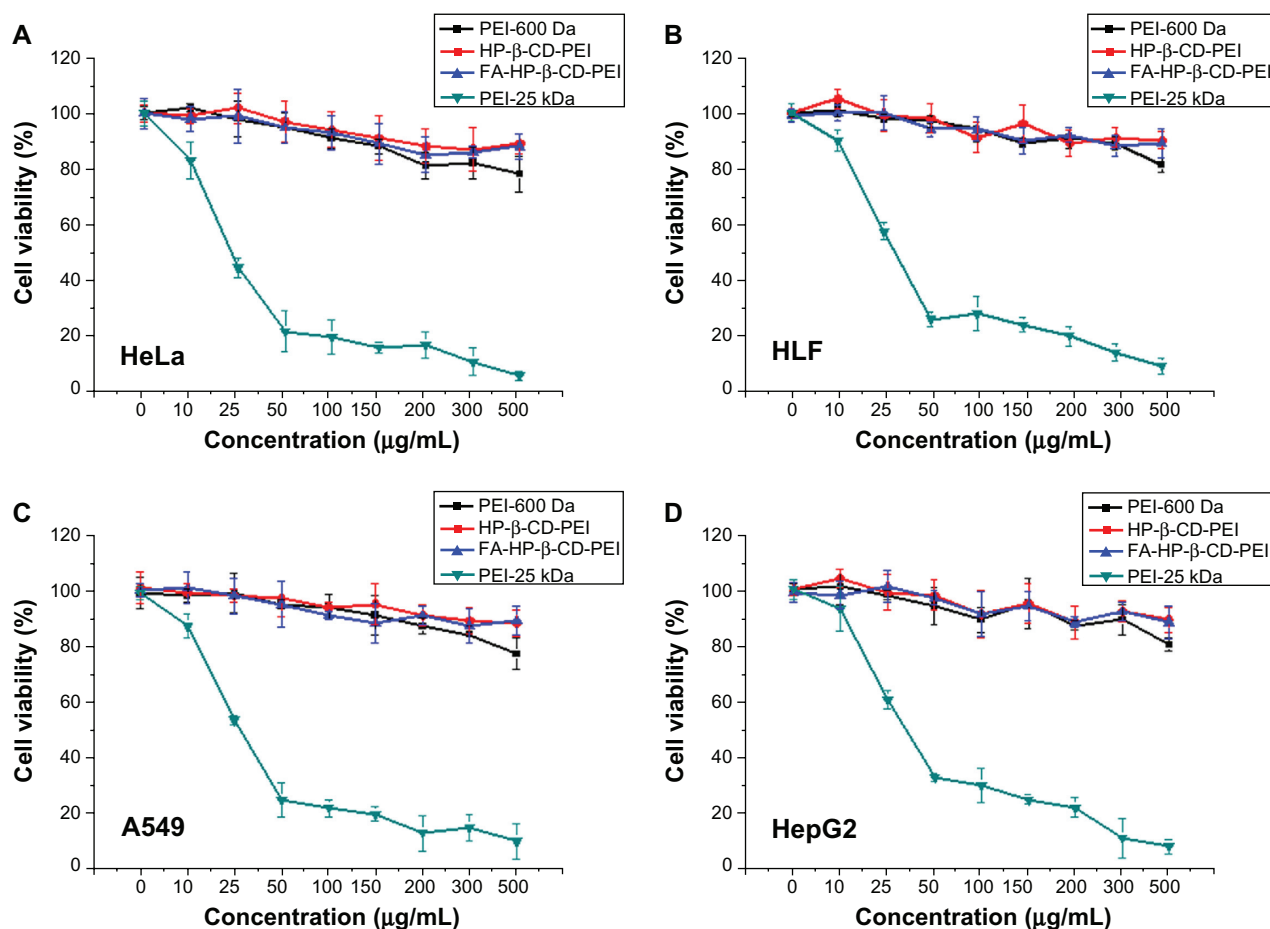 A
PEI-600 Da
HP-β-CD-PEI
FA-HP-β-CD-PEI
PEI-25 kDa
120
100
80
60
40
20
0
Cell viability (%)
HeLa
0 10 25 50 100 150 200 300 500
Concentration (μg/mL)
B
PEI-600 Da
HP-β-CD-PEI
FA-HP-β-CD-PEI
PEI-25 kDa
120
100
80
60
40
20
0
Cell viability (%)
HLF
0 10 25 50 100 150 200 300 500
Concentration (μg/mL)
C
PEI-600 Da
HP-β-CD-PEI
FA-HP-β-CD-PEI
PEI-25 kDa
120
100
80
60
40
20
0
Cell viability (%)
A549
0 10 25 50 100 150 200 300 500
Concentration (μg/mL)
D
PEI-600 Da
HP-β-CD-PEI
FA-HP-β-CD-PEI
PEI-25 kDa
120
100
80
60
40
20
0
Cell viability (%)
HepG2
0 10 25 50 100 150 200 300 500
Concentration (μg/mL)